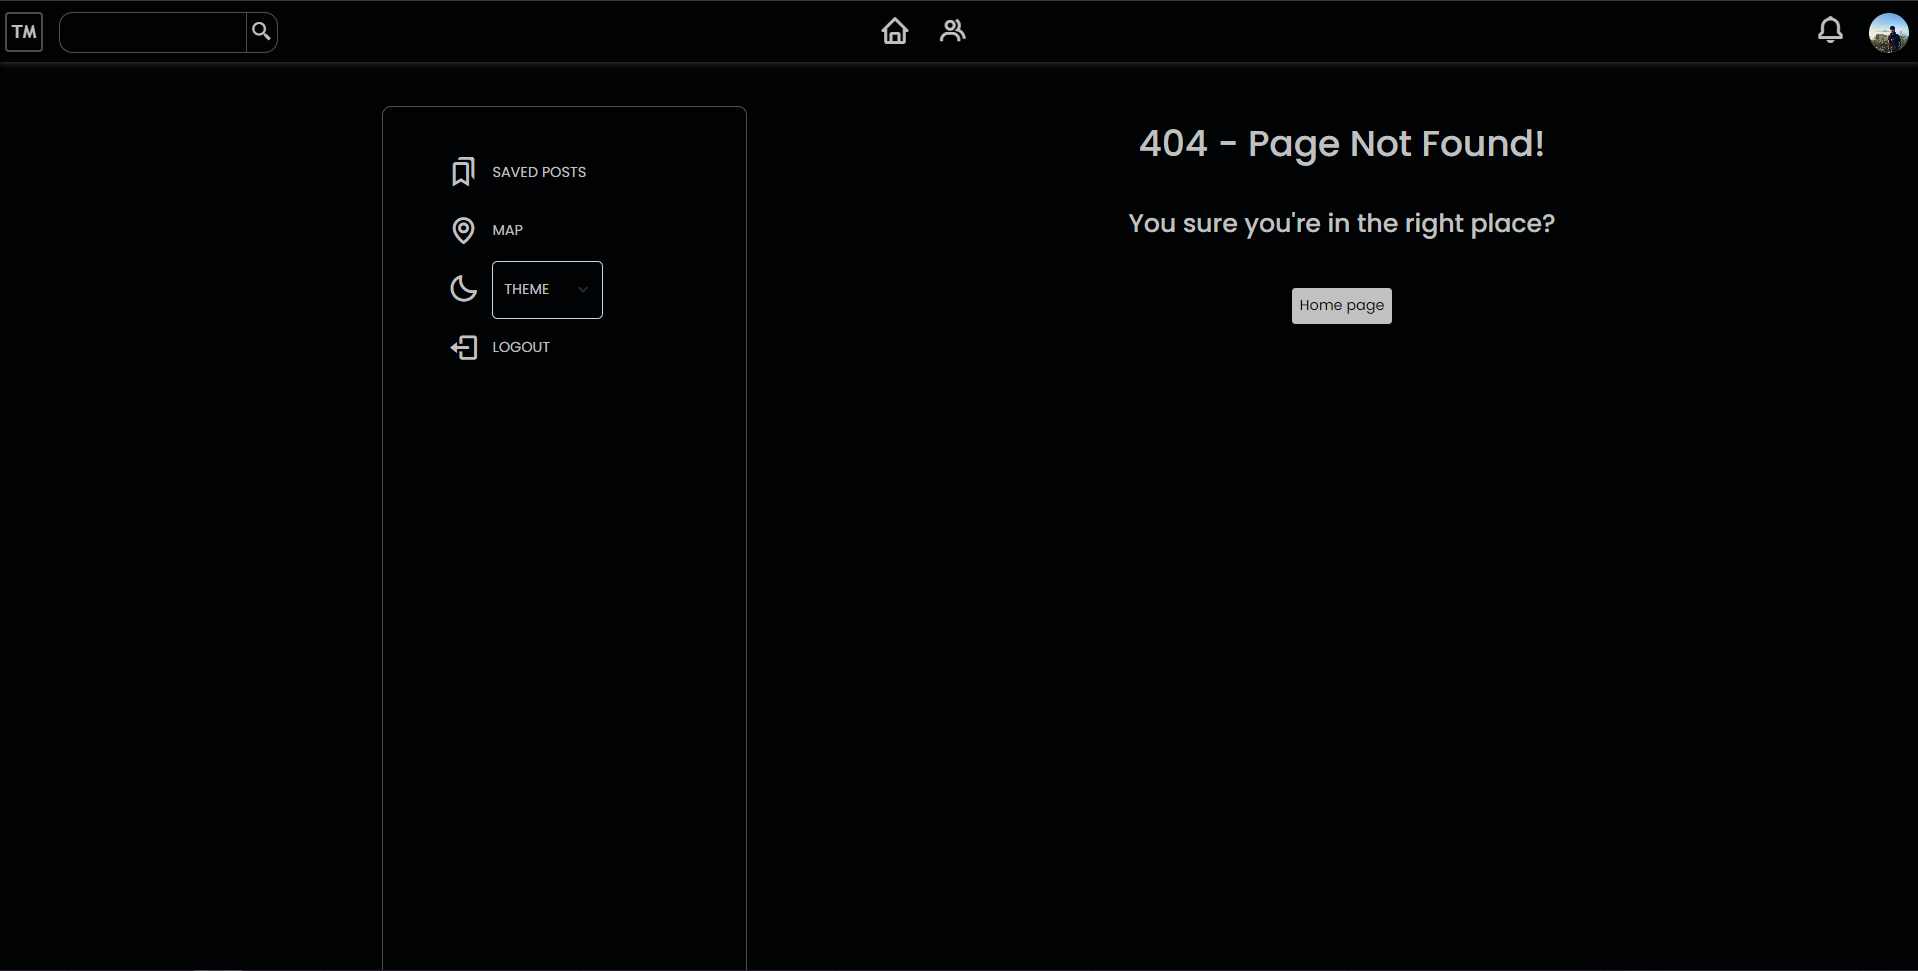 TM
SAVED POSTS
MAP
THEME
LOGOUT
404 - Page Not Found!
You sure you're in the right place?
Home page